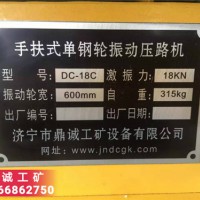 手扶式单钢轮振动压路机
型 号 DC-18C 激 振 力 18KN
振动轮宽: 600mm 自 重: 315kg
出厂编号: 出厂日期:
济宁市鼎诚工矿设备有限公司
网址:www.jndcgk.com
诚工矿
66862750